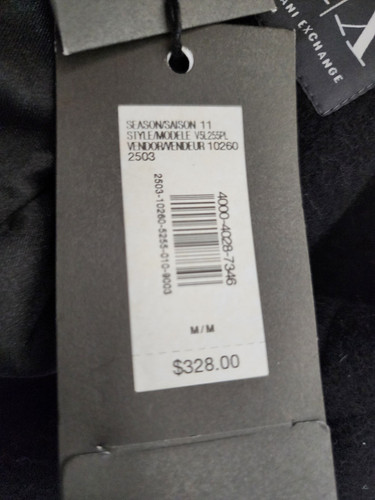 A|X
ANI EXCHANGE
SEASON/SAISON 11
STYLE/MODELE V5L255PL
VENDOR/VENDEUR 10260
2503
4000-4028-7346
2503-10260-5255-010-9003
M/M
$328.00